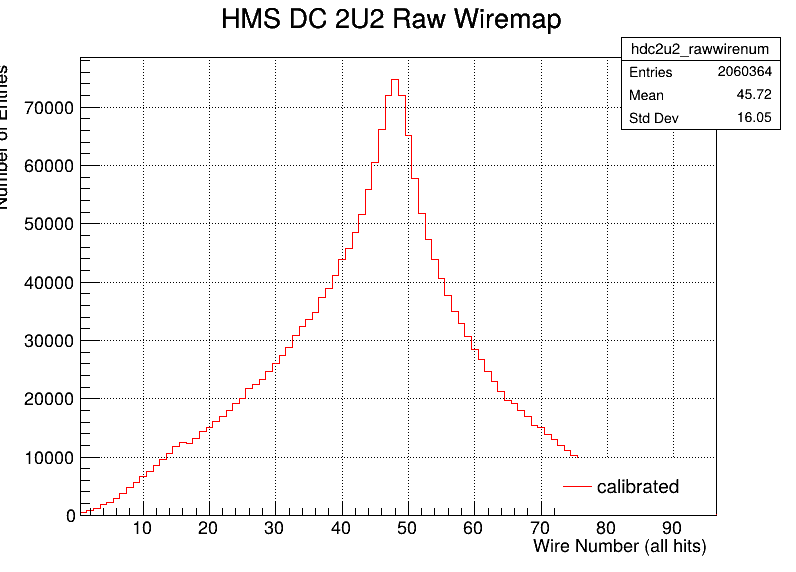 HMS DC 2U2 Raw Wiremap
hdc2u2_rawwirenum
Entries 2060364
Mean 45.72
Std Dev 16.05
Number of Entries
70000
60000
50000
40000
30000
20000
10000
0
calibrated
10 20 30 40 50 60 70 80 90
Wire Number (all hits)